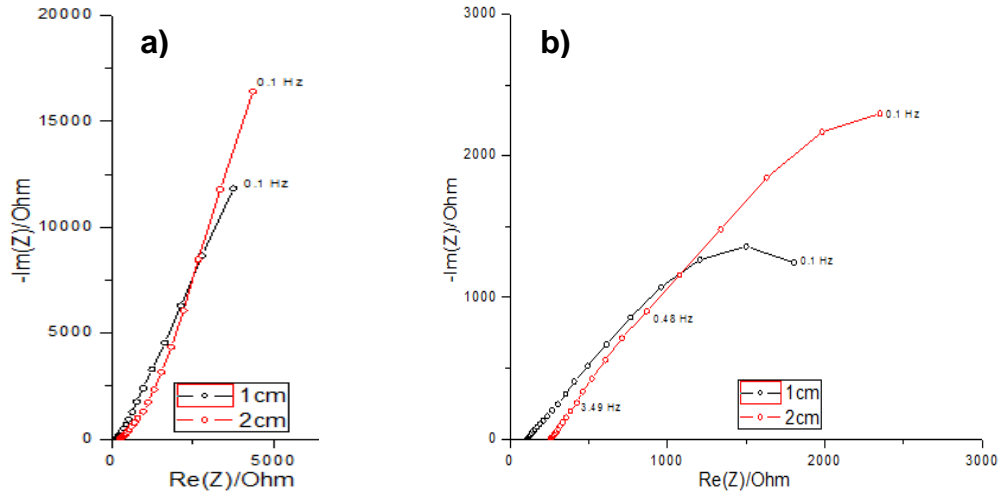 a)
20000
15000
10000
5000
0
-Im(Z)/Ohm
0.1 Hz
0.1 Hz
1cm
2cm
0
5000
Re(Z)/Ohm
b)
3000
2000
1000
0
-Im(Z)/Ohm
0.1 Hz
0.1 Hz
0.48 Hz
3.49 Hz
1cm
2cm
0
1000
2000
3000
Re(Z)/Ohm